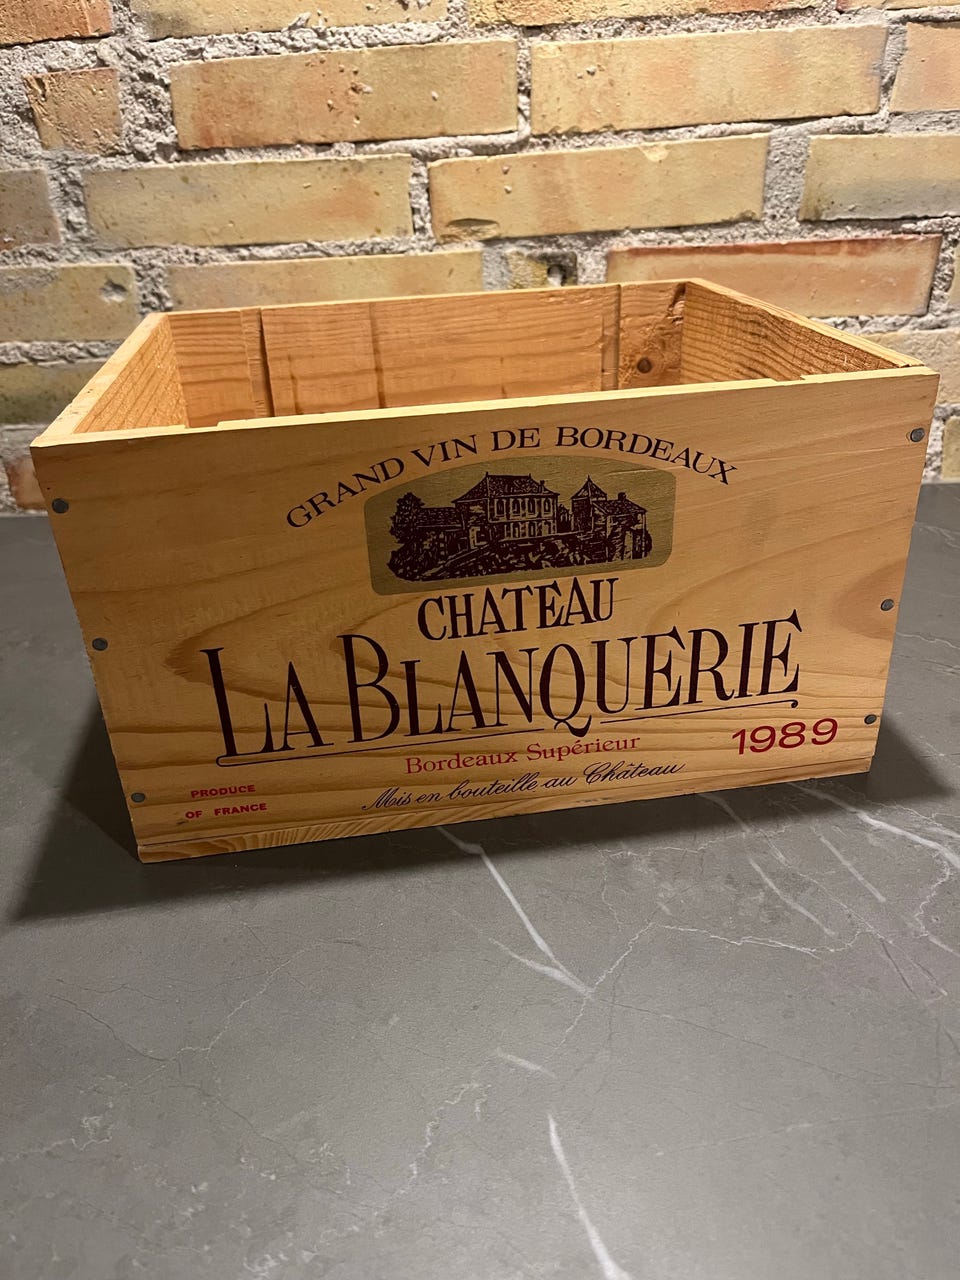 GRAND VIN DE BORDEAUX
CHATEAU
LA BLANQUERIE
Bordeaux Supérieur
1989
Mis en bouteille au Château
PRODUCE
OF FRANCE